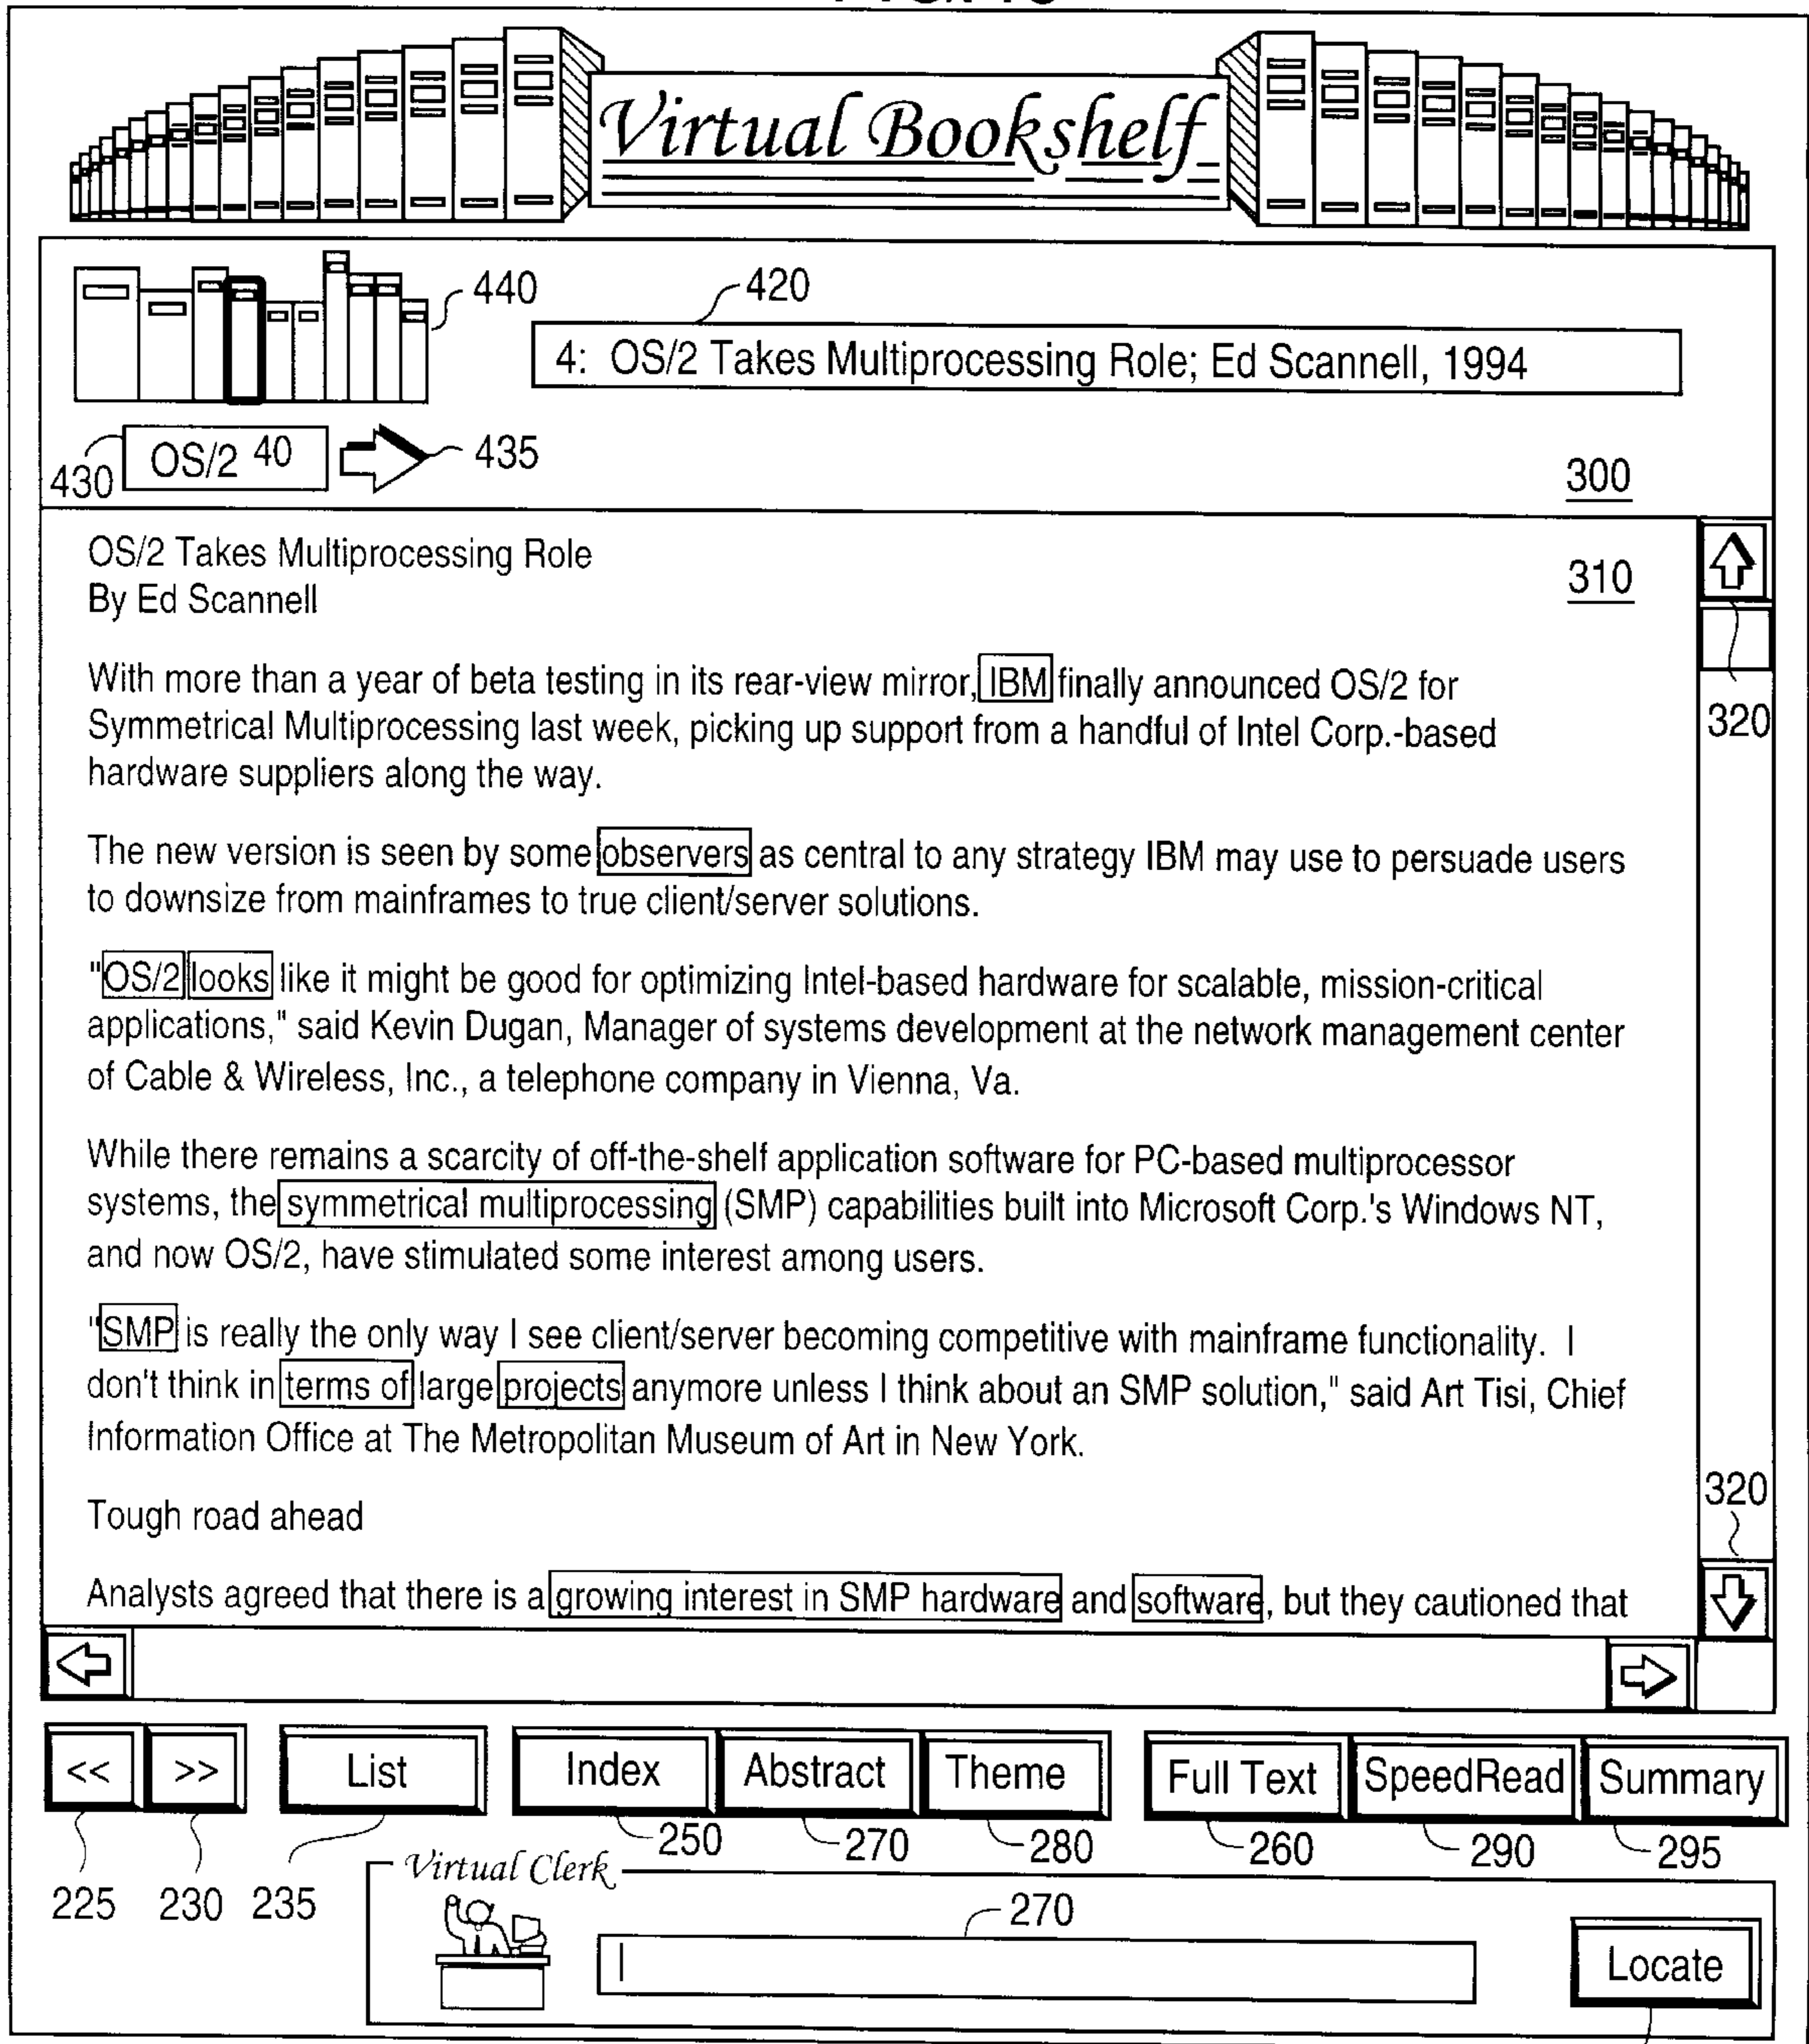 Virtual Bookshelf
440
420
4: OS/2 Takes Multiprocessing Role; Ed Scannell, 1994
430
OS/2 40
435
300
OS/2 Takes Multiprocessing Role
310
By Ed Scannell
With more than a year of beta testing in its rear-view mirror, IBM finally announced OS/2 for
Symmetrical Multiprocessing last week, picking up support from a handful of Intel Corp.-based
320
hardware suppliers along the way.
The new version is seen by some observers as central to any strategy IBM may use to persuade users
to downsize from mainframes to true client/server solutions.
"OS/2 looks like it might be good for optimizing Intel-based hardware for scalable, mission-critical
applications," said Kevin Dugan, Manager of systems development at the network management center
of Cable & Wireless, Inc., a telephone company in Vienna, Va.
While there remains a scarcity of off-the-shelf application software for PC-based multiprocessor
systems, the symmetrical multiprocessing (SMP) capabilities built into Microsoft Corp.'s Windows NT,
and now OS/2, have stimulated some interest among users.
"SMP is really the only way I see client/server becoming competitive with mainframe functionality. I
don't think in terms of large projects anymore unless I think about an SMP solution," said Art Tisi, Chief
Information Office at The Metropolitan Museum of Art in New York.
320
Tough road ahead
Analysts agreed that there is a growing interest in SMP hardware and software, but they cautioned that
<< >> List Index Abstract Theme Full Text SpeedRead Summary
250 270 280 260 290 295
225 230 235
Virtual Clerk
270
Locate